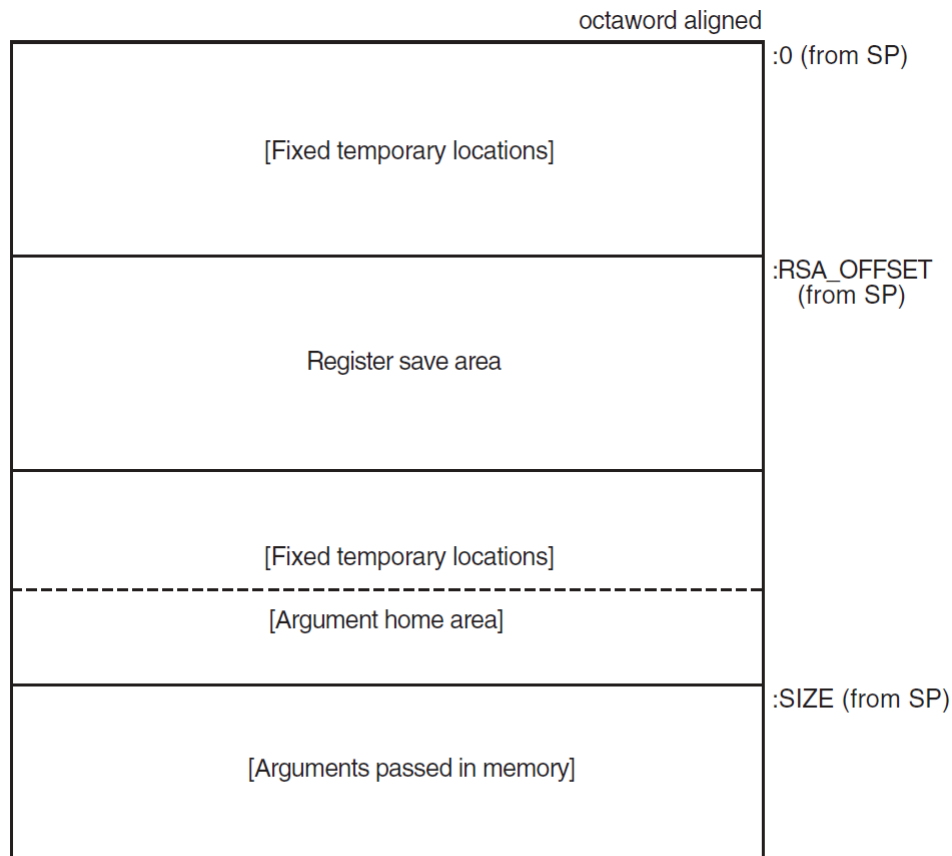 octaword aligned
:0 (from SP)
[Fixed temporary locations]
:RSA_OFFSET
(from SP)
Register save area
[Fixed temporary locations]
[Argument home area]
:SIZE (from SP)
[Arguments passed in memory]